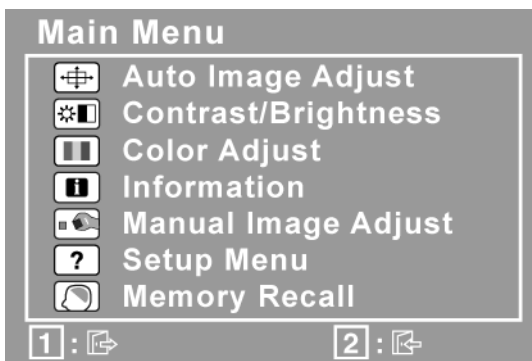 Main Menu
Auto Image Adjust
Contrast/Brightness
Color Adjust
i Information
Manual Image Adjust
? Setup Menu
Memory Recall
1 : 2 :